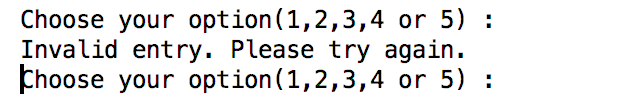 Choose your option(1,2,3,4 or 5) :
Invalid entry. Please try again.
Choose your option(1,2,3,4 or 5) :